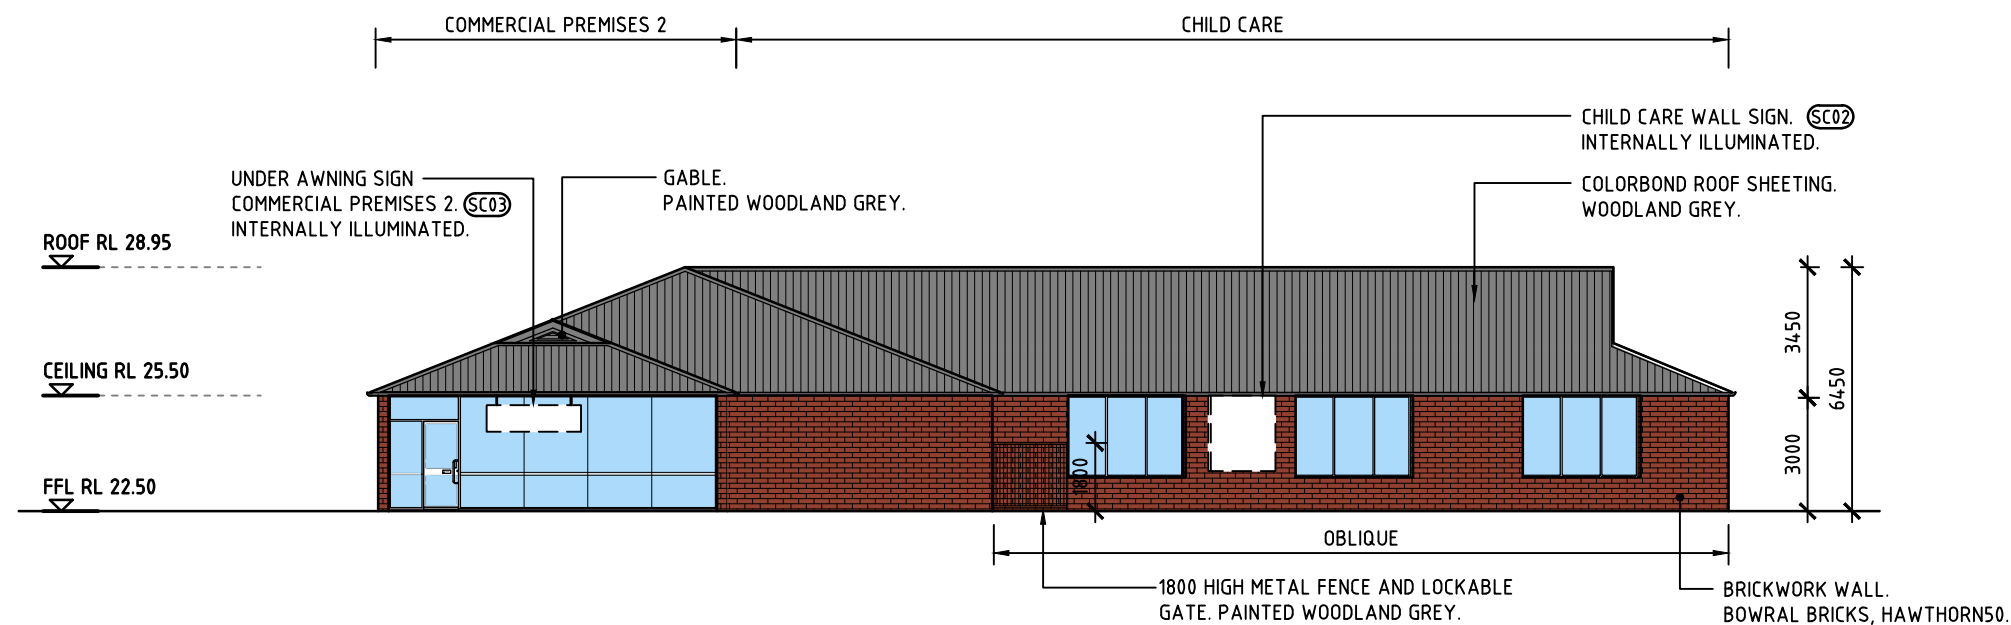 COMMERCIAL PREMISES 2
CHILD CARE
CHILD CARE WALL SIGN. SC02
INTERNALLY ILLUMINATED.
UNDER AWNING SIGN
COMMERCIAL PREMISES 2. SC03
INTERNALLY ILLUMINATED.
GABLE.
PAINTED WOODLAND GREY.
COLORBOND ROOF SHEETING.
WOODLAND GREY.
ROOF RL 28.95
CEILING RL 25.50
FFL RL 22.50
3450
6450
3000
1800
OBLIQUE
1800 HIGH METAL FENCE AND LOCKABLE
GATE. PAINTED WOODLAND GREY.
BRICKWORK WALL.
BOWRAL BRICKS, HAWTHORN50.